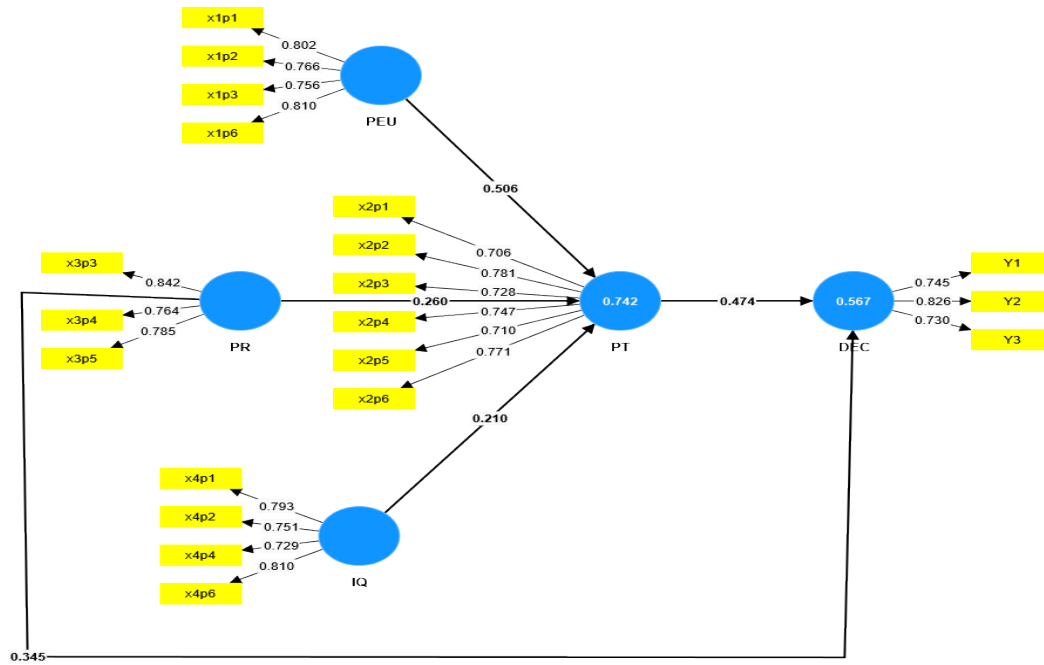 x1p1
0.802
x1p2
0.766
x1p3
0.756
x1p6
0.810
PEU
0.506
x2p1
0.706
x2p2
0.781
x2p3
0.728
x2p4
0.747
x2p5
0.710
x2p6
0.771
x3p3
0.842
x3p4
0.764
x3p5
0.785
PR
0.260
0.742
PT
0.474
0.567
DEC
0.745
Y1
0.826
Y2
0.730
Y3
0.210
x4p1
0.793
x4p2
0.751
x4p4
0.729
x4p6
0.810
IQ
0.345